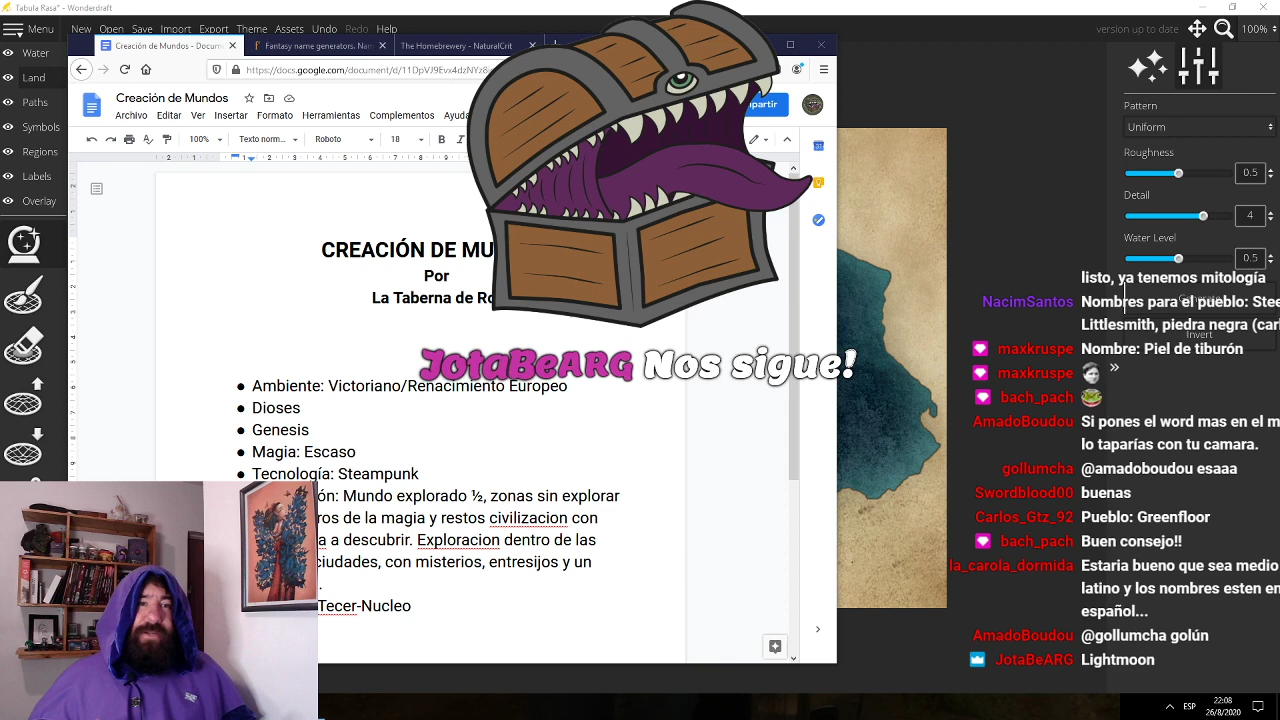 Tabula Rasa* - Wonderdraft
Menu New Open Save Import Export Theme Assets Undo Redo
version up to date 100%
Creación de Mundos - Docum
Fantasy name generators. Nam
The Homebrewery - NaturalCrit
https://docs.google.com/document/d/11DpVJ9Evx4dzNYz8
Creación de Mundos
Archivo Editar Ver Insertar Formato Herramientas Complementos Ayuda
100% Texto norm... Roboto 18 B I
Water
Land
Paths
Symbols
Labels
Overlay
CREACIÓN DE MU
Por
La Taberna de Ro
JotaBeARG Nos sigue!
● Ambiente: Victoriano/Renacimiento Europeo
● Dioses
● Genesis
● Magia: Escaso
● Tecnología: Steampunk
ón: Mundo explorado ½, zonas sin explorar
ros de la magia y restos civilizacion con
a a descubrir. Exploracion dentro de las
ciudades, con misterios, entresijos y un
.
Tecer-Nucleo
Pattern
Uniform
Roughness
0.5
Detail
4
Water Level
0.5
Invert
listo, ya tenemos mitología
NacimSantos Nombres para el pueblo: Stee
Littlesmith, piedra negra (car
maxkruspe Nombre: Piel de tiburón
maxkruspe
bach_pach
AmadoBoudou Si pones el word mas en el m
lo taparías con tu camara.
gollumcha @amadoboudou esaaa
Swordblood00 buenas
Carlos_Gtz_92 Pueblo: Greenfloor
bach_pach Buen consejo!!
la_carola_dormida Estaria bueno que sea medio
latino y los nombres esten en
español...
AmadoBoudou @gollumcha golún
JotaBeARG Lightmoon
ESP
22:08
26/8/2020